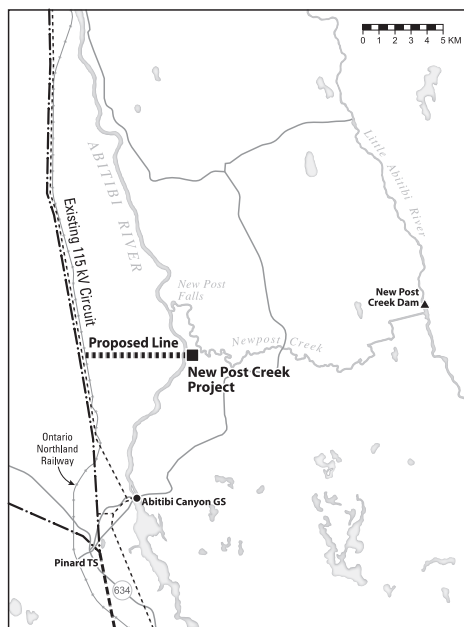 0 1 2 3 4 5 KM
ABITIBI RIVER
Little Abitibi River
Existing 115 kV Circuit
New Post
Falls
New Post
Creek Dam
Proposed Line
Newpost Creek
New Post Creek
Project
Ontario
Northland
Railway
Abitibi Canyon GS
Pinard TS
634